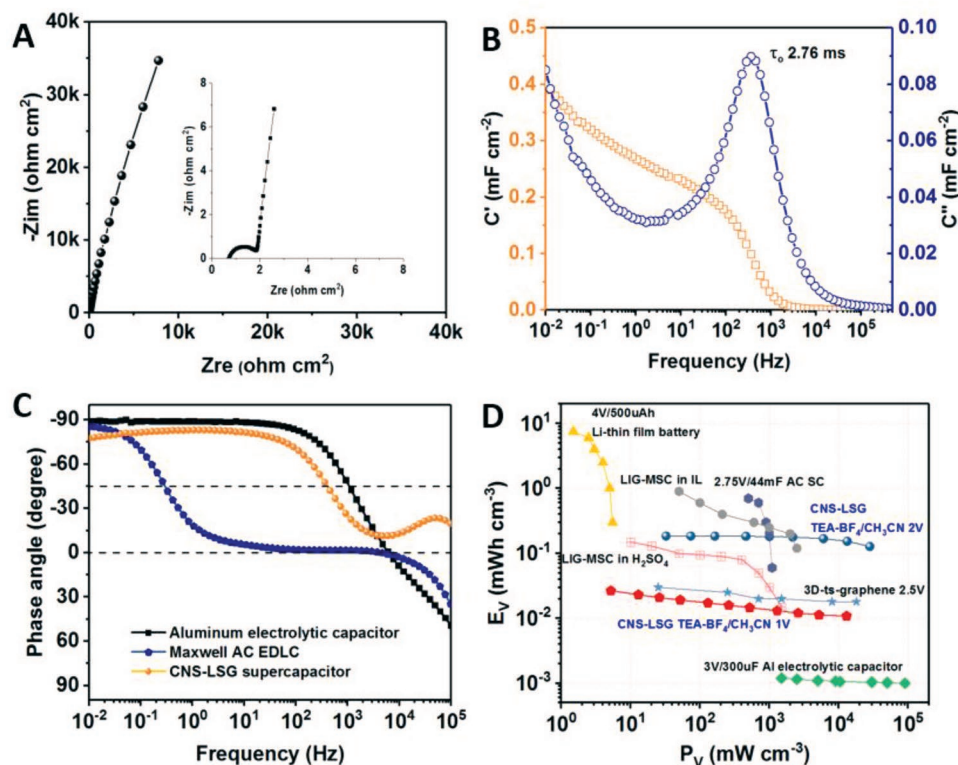 A
40k
30k
20k
10k
0
0
10k
20k
30k
40k
-Zim (ohm cm²)
Zre (ohm cm²)
8
6
4
2
0
0
2
4
6
8
-Zim (ohm cm²)
Zre (ohm cm²)
B
τo 2.76 ms
0.5
0.4
0.3
0.2
0.1
0.0
C' (mF cm⁻²)
0.10
0.08
0.06
0.04
0.02
0.00
C'' (mF cm⁻²)
10⁻² 10⁻¹ 10⁰ 10¹ 10² 10³ 10⁴ 10⁵
Frequency (Hz)
C
-90
-60
-30
0
30
60
90
Phase angle (degree)
Aluminum electrolytic capacitor
Maxwell AC EDLC
CNS-LSG supercapacitor
10⁻² 10⁻¹ 10⁰ 10¹ 10² 10³ 10⁴ 10⁵
Frequency (Hz)
D
10¹
10⁰
10⁻¹
10⁻²
10⁻³
Eᵥ (mWh cm⁻³)
4V/500uAh
Li-thin film battery
LIG-MSC in IL
2.75V/44mF AC SC
CNS-LSG
TEA-BF₄/CH₃CN 2V
LIG-MSC in H₂SO₄
3D-ts-graphene 2.5V
CNS-LSG TEA-BF₄/CH₃CN 1V
3V/300uF Al electrolytic capacitor
10⁰ 10¹ 10² 10³ 10⁴ 10⁵
Pᵥ (mW cm⁻³)